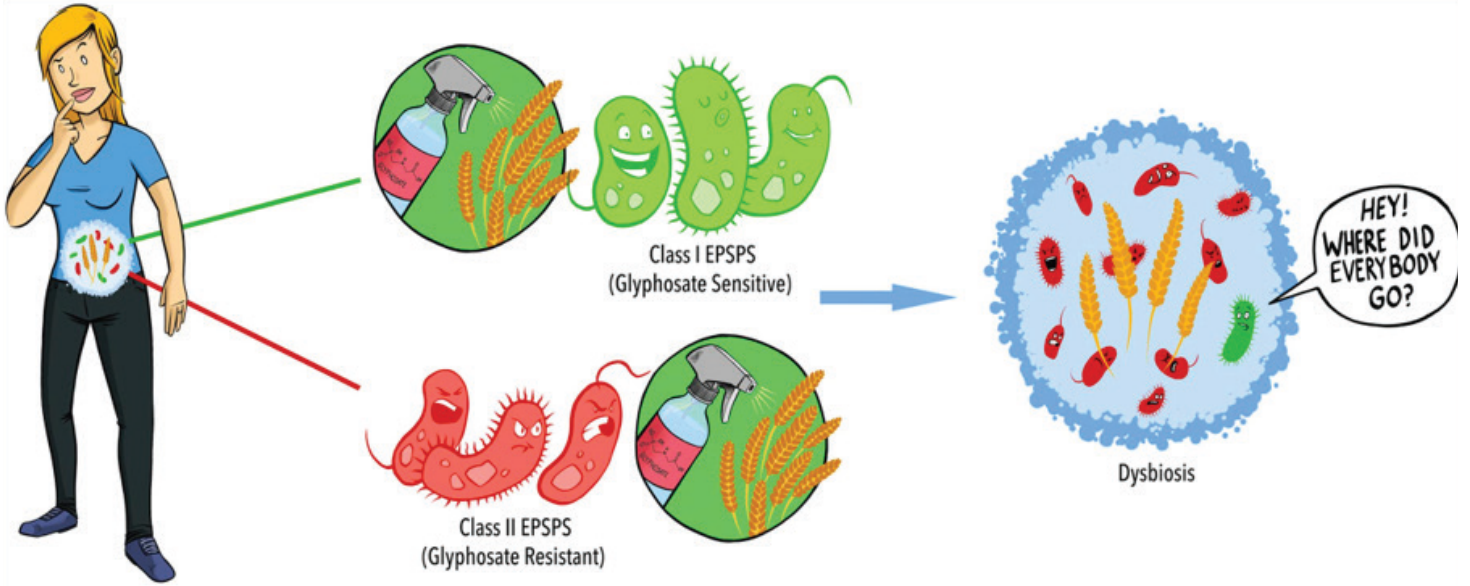 Class I EPSPS
(Glyphosate Sensitive)
Class II EPSPS
(Glyphosate Resistant)
HEY!
WHERE DID
EVERYBODY
GO?
Dysbiosis